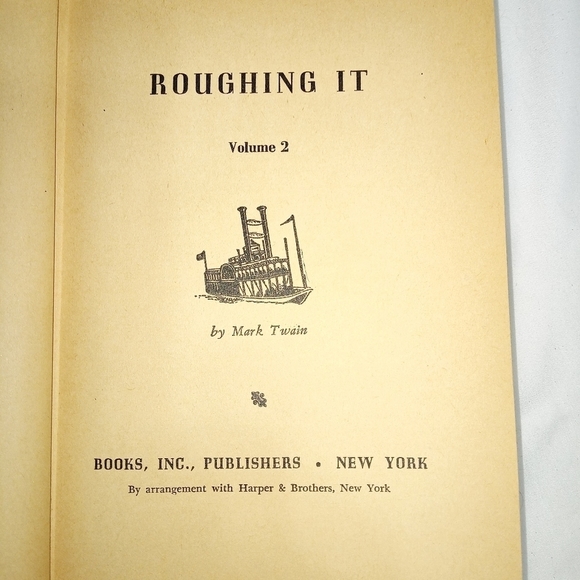 ROUGHING IT
Volume 2
by Mark Twain
BOOKS, INC., PUBLISHERS • NEW YORK
By arrangement with Harper & Brothers, New York